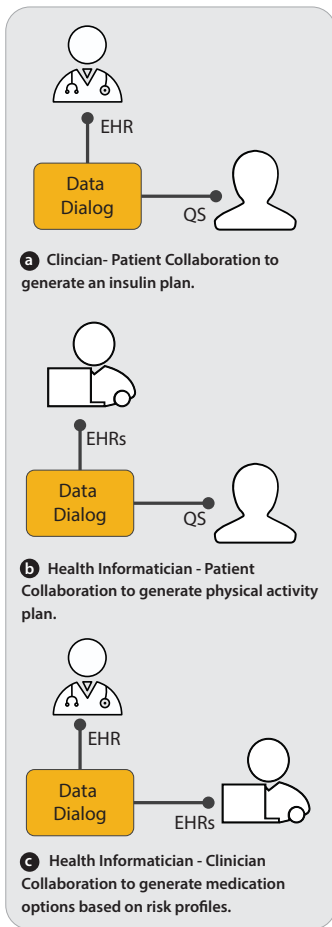 EHR
Data
Dialog
QS
a Clincian- Patient Collaboration to
generate an insulin plan.
EHRs
Data
Dialog
QS
b Health Informatician - Patient
Collaboration to generate physical activity
plan.
EHR
Data
Dialog
EHRs
c Health Informatician - Clinician
Collaboration to generate medication
options based on risk profiles.